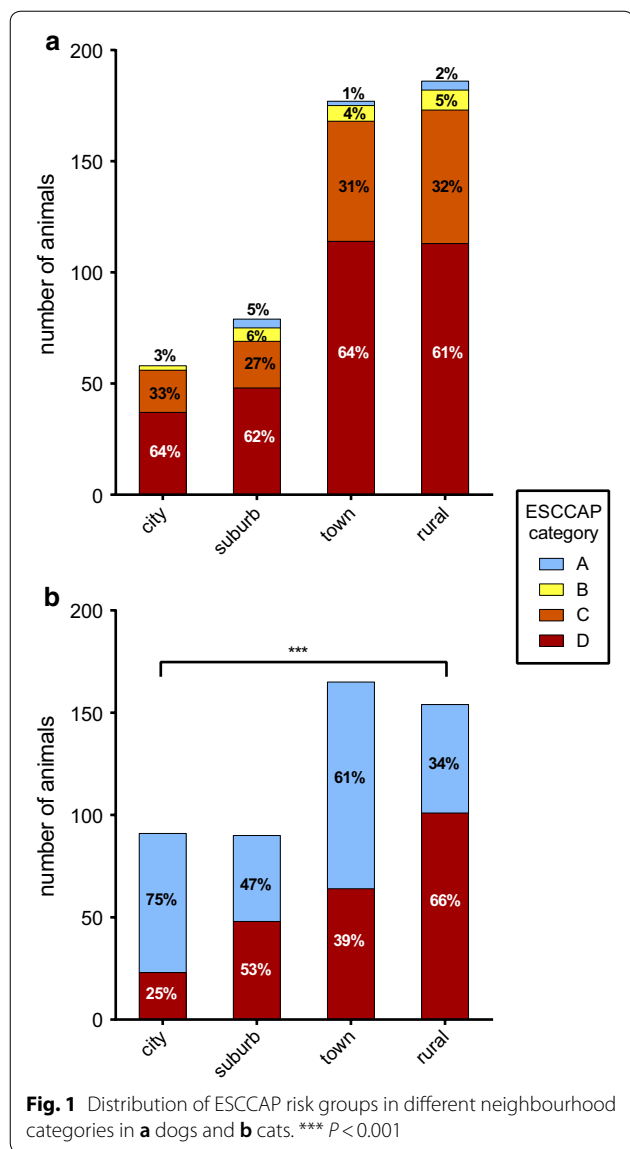 a
200
150
100
50
0
number of animals
3%
33%
64%
5%
6%
27%
62%
1%
4%
31%
64%
2%
5%
32%
61%
city
suburb
town
rural
ESCCAP
category
A
B
C
D
b
200
150
100
50
0
number of animals
***
75%
25%
47%
53%
61%
39%
34%
66%
city
suburb
town
rural
Fig. 1 Distribution of ESCCAP risk groups in different neighbourhood
categories in a dogs and b cats. *** P < 0.001